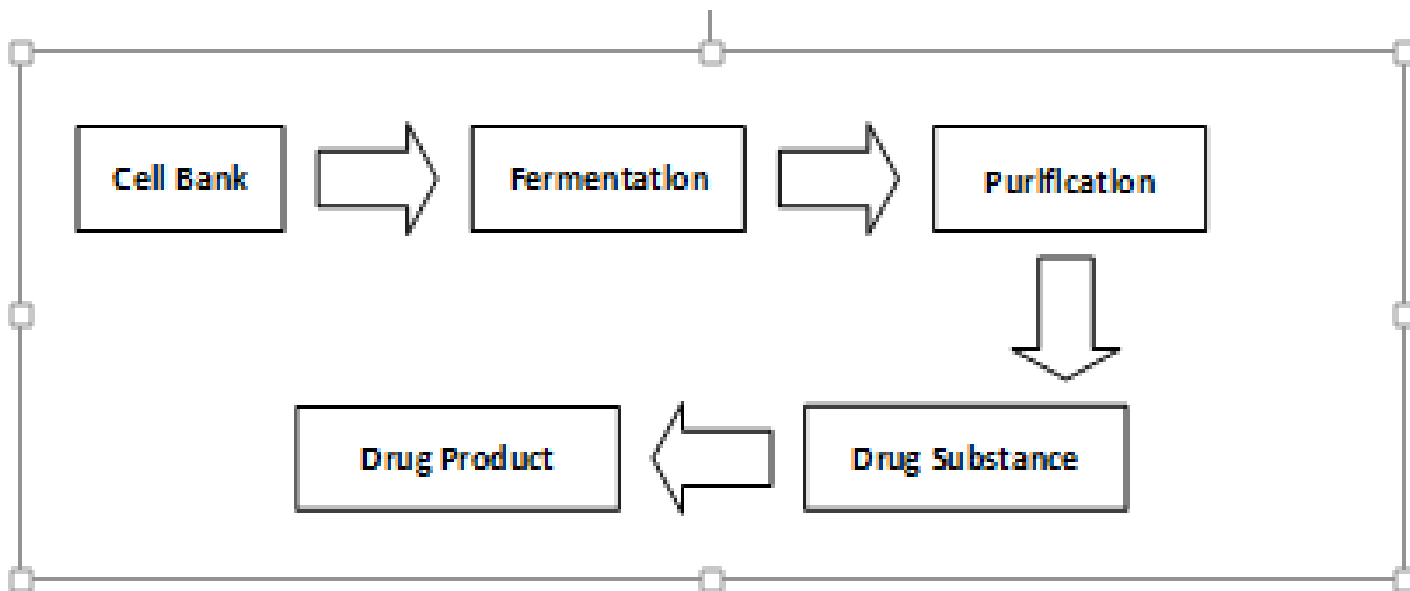 Cell Bank
Fermentation
Purification
Drug Substance
Drug Product